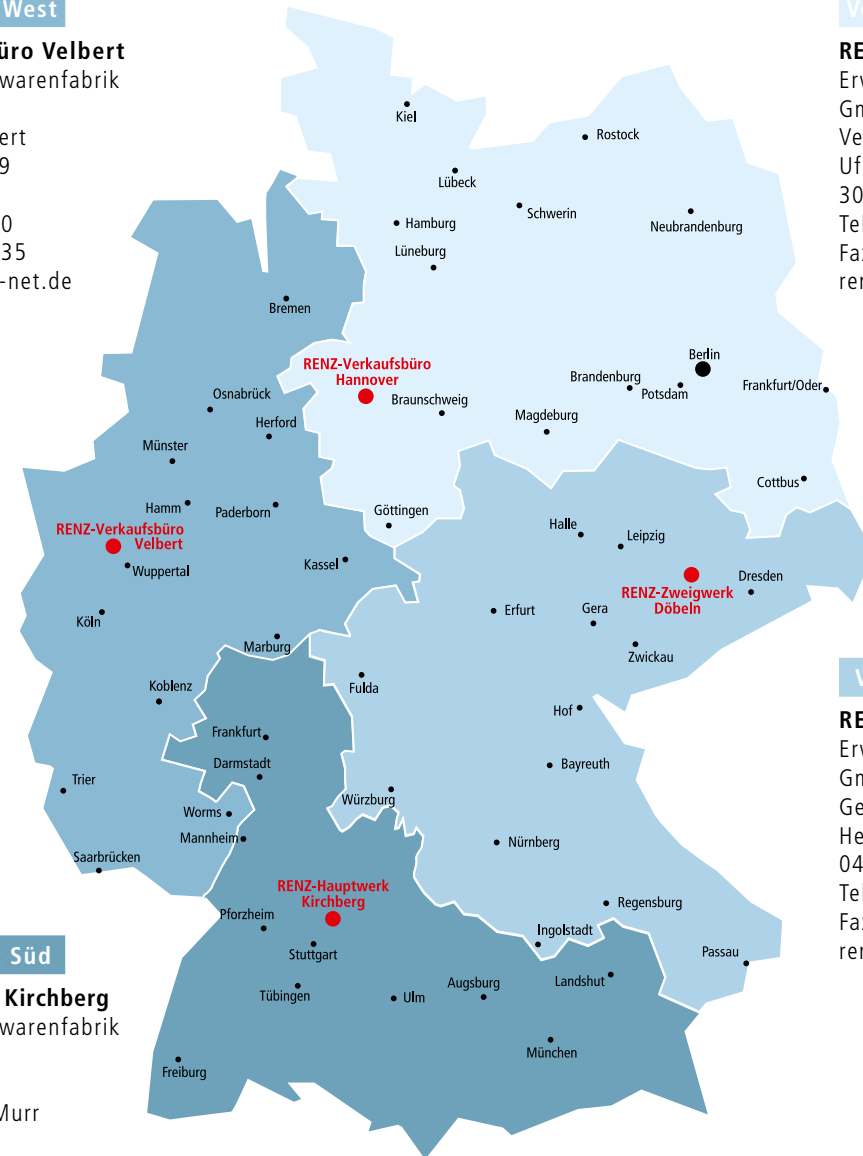 West
üro Velbert
warenfabrik
ert
9
0
35
-net.de
Süd
Kirchberg
warenfabrik
Murr
Kiel
Rostock
Lübeck
Schwerin
Hamburg
Neubrandenburg
Lüneburg
Bremen
RENZ-Verkaufsbüro
Hannover
Berlin
Brandenburg
Potsdam
Frankfurt/Oder
Osnabrück
Braunschweig
Magdeburg
Herford
Münster
Cottbus
Hamm
Paderborn
Göttingen
Halle
Leipzig
RENZ-Verkaufsbüro
Velbert
Wuppertal
Kassel
Dresden
RENZ-Zweigwerk
Döbeln
Köln
Erfurt
Gera
Marburg
Zwickau
Koblenz
Fulda
Hof
Frankfurt
Darmstadt
Bayreuth
Trier
Würzburg
Worms
Mannheim
Nürnberg
Saarbrücken
RENZ-Hauptwerk
Kirchberg
Regensburg
Pforzheim
Ingolstadt
Stuttgart
Passau
Tübingen
Ulm
Augsburg
Landshut
München
Freiburg
RE
Erw
Gm
Ve
Uf
30
Tel
Fax
ren
V
RE
Erw
Gm
Ge
He
04
Tel
Fax
ren